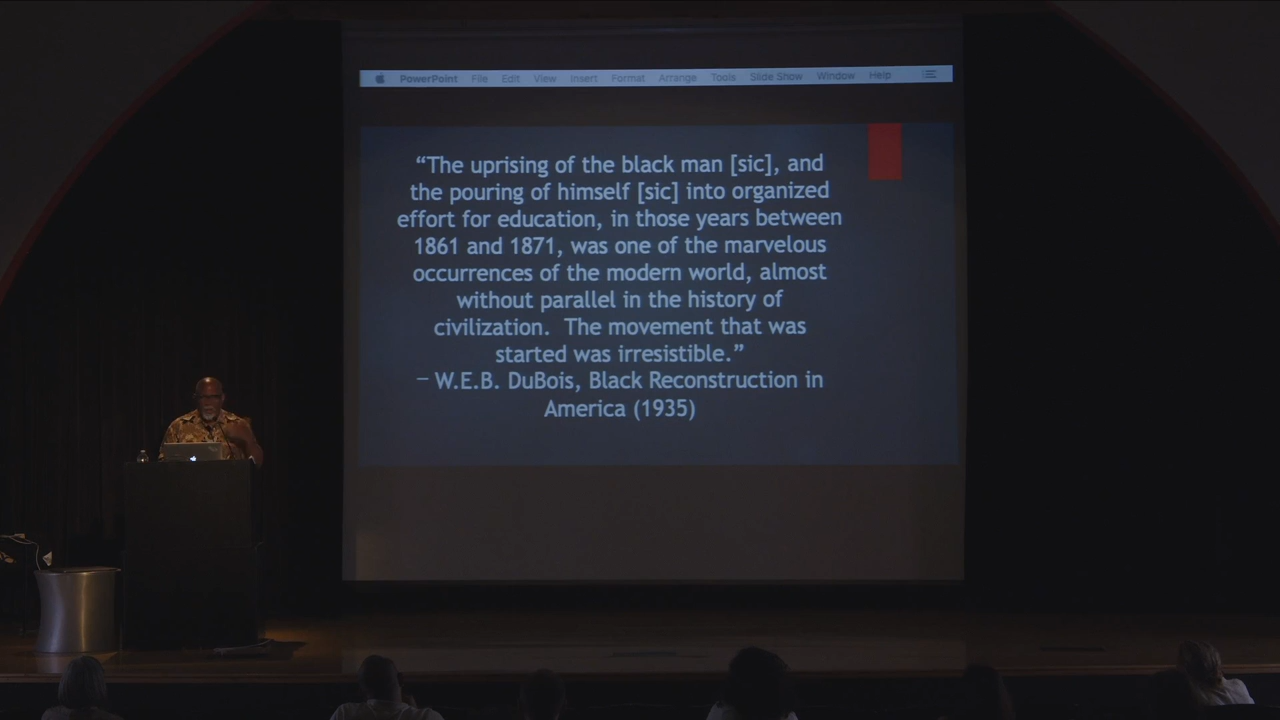 PowerPoint File Edit View Insert Format Arrange Tools Slide Show Window Help
“The uprising of the black man [sic], and
the pouring of himself [sic] into organized
effort for education, in those years between
1861 and 1871, was one of the marvelous
occurrences of the modern world, almost
without parallel in the history of
civilization.  The movement that was
started was irresistible.”
– W.E.B. DuBois, Black Reconstruction in
America (1935)